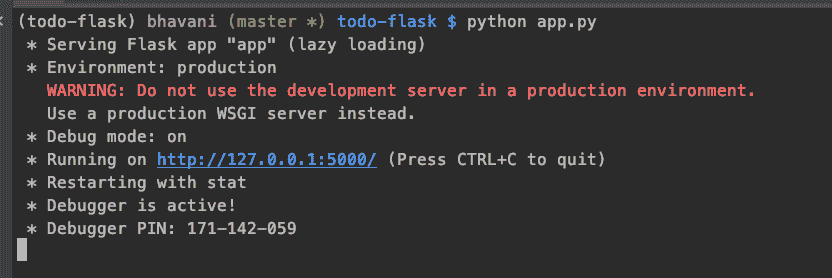 (todo-flask) bhavani (master ✱) todo-flask $ python app.py
* Serving Flask app "app" (lazy loading)
* Environment: production
WARNING: Do not use the development server in a production environment.
Use a production WSGI server instead.
* Debug mode: on
* Running on http://127.0.0.1:5000/ (Press CTRL+C to quit)
* Restarting with stat
* Debugger is active!
* Debugger PIN: 171-142-059